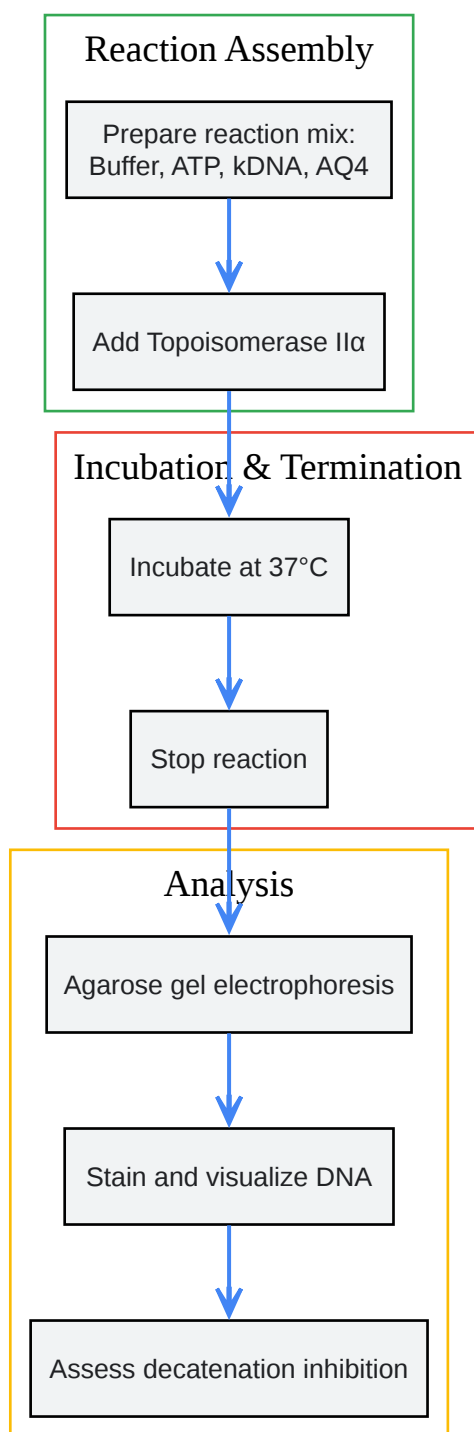 Reaction Assembly
Prepare reaction mix:
Buffer, ATP, kDNA, AQ4
Add Topoisomerase IIα
Incubation & Termination
Incubate at 37°C
Stop reaction
Analysis
Agarose gel electrophoresis
Stain and visualize DNA
Assess decatenation inhibition